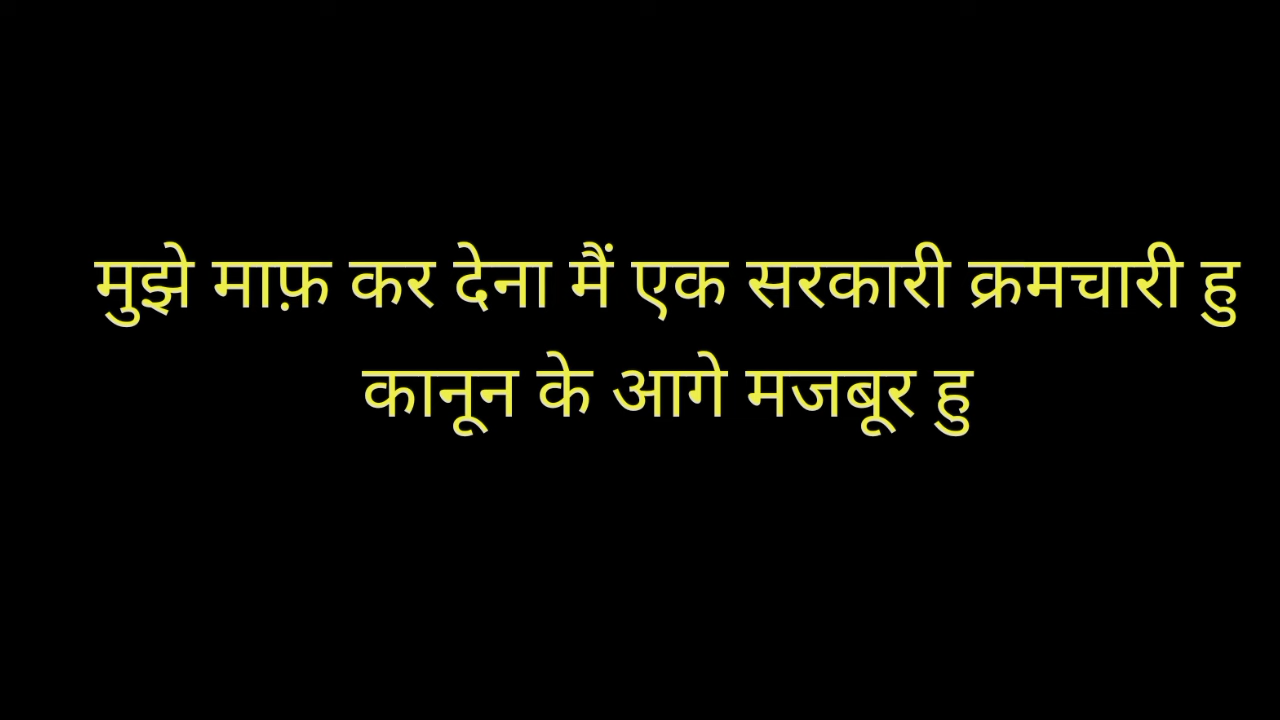 मुझे माफ़ कर देना मैं एक सरकारी क्रमचारी हु
कानून के आगे मजबूर हु